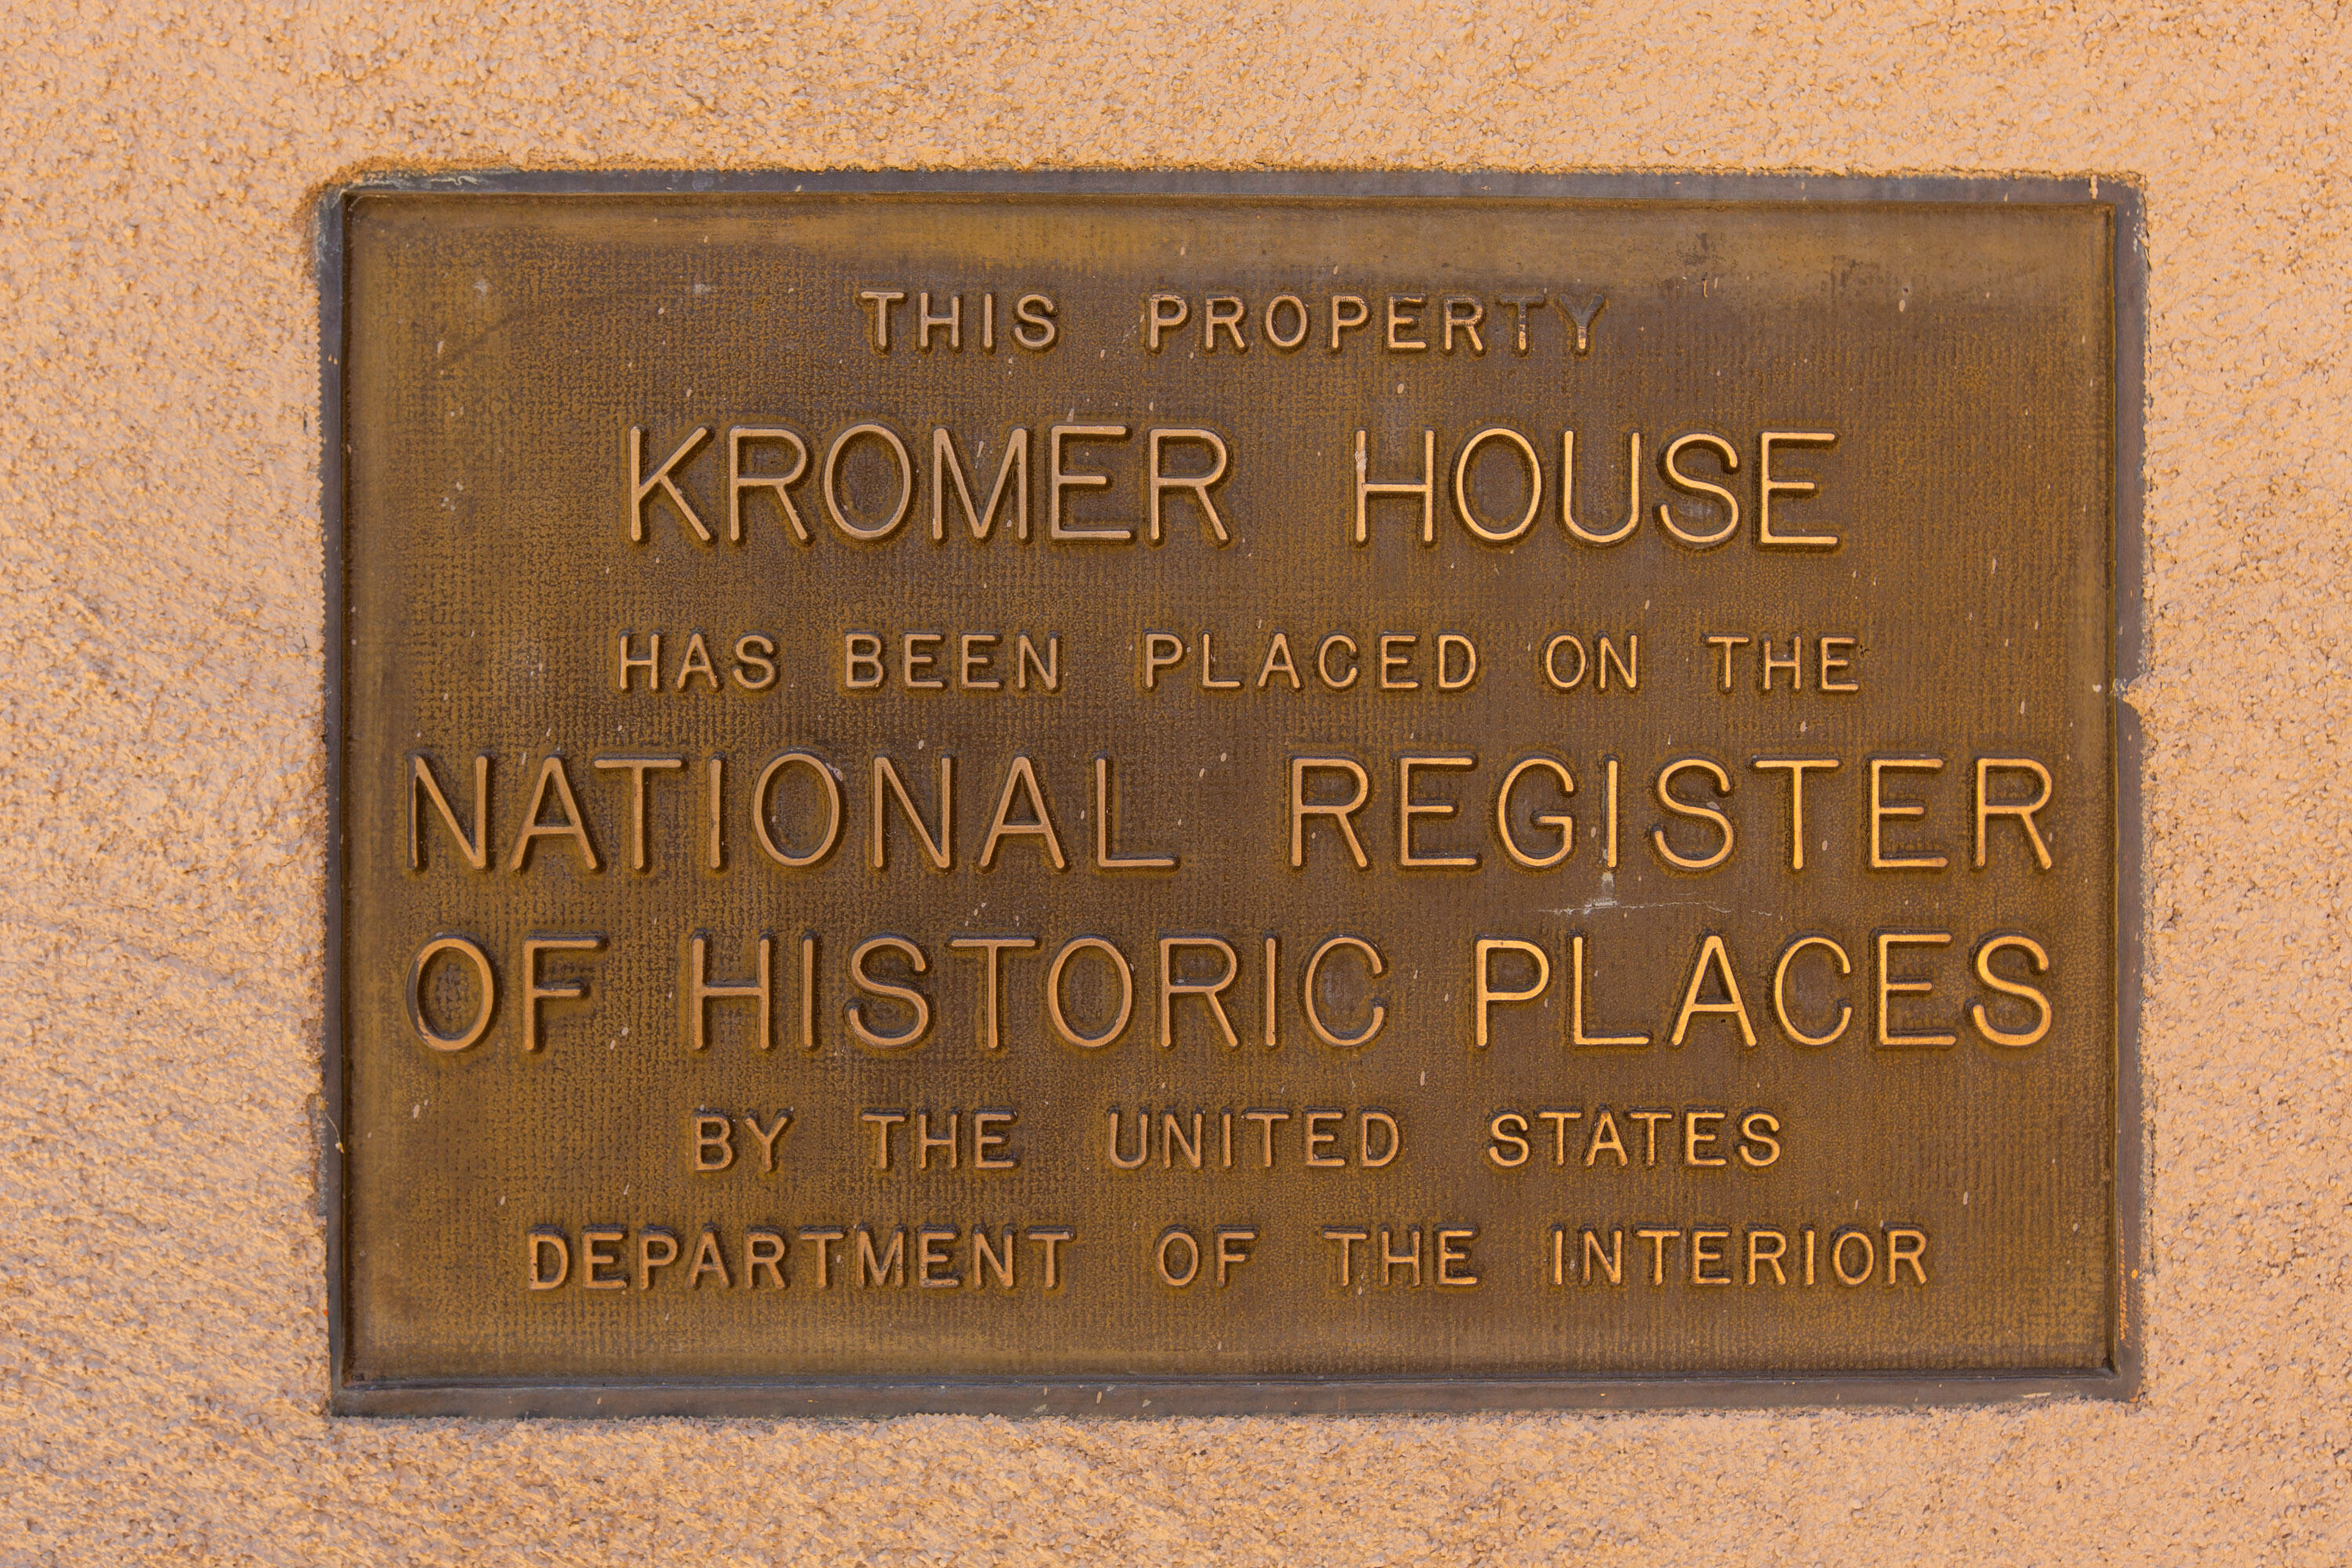 THIS PROPERTY
KROMER HOUSE
HAS BEEN PLACED ON THE
NATIONAL REGISTER
OF HISTORIC PLACES
BY THE UNITED STATES
DEPARTMENT OF THE INTERIOR